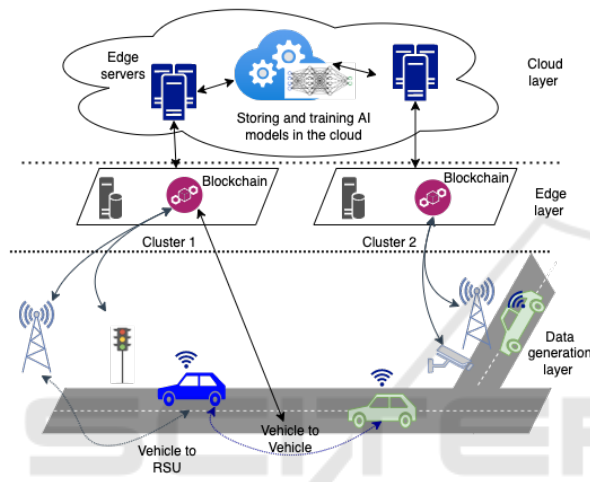 Edge
servers
Cloud
layer
Storing and training AI
models in the cloud
Blockchain
Blockchain
Edge
layer
Cluster 1
Cluster 2
Data
generation
layer
Vehicle to
Vehicle
Vehicle to
RSU